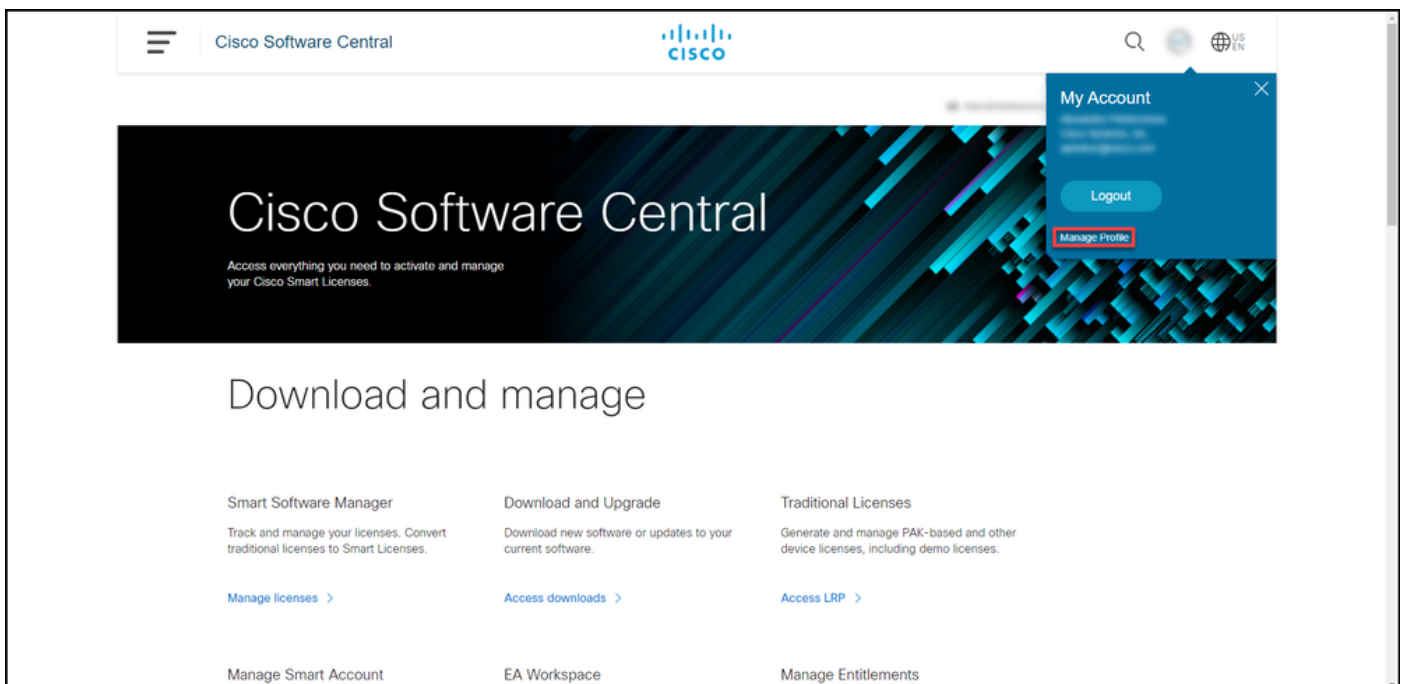 Cisco Software Central
CISCO
US
EN
My Account
Logout
Manage Profile
Cisco Software Central
Access everything you need to activate and manage
your Cisco Smart Licenses.
Download and manage
Smart Software Manager
Track and manage your licenses. Convert
traditional licenses to Smart Licenses.
Manage licenses
Download and Upgrade
Download new software or updates to your
current software.
Access downloads
Traditional Licenses
Generate and manage PAK-based and other
device licenses, including demo licenses.
Access LRP
Manage Smart Account
EA Workspace
Manage Entitlements